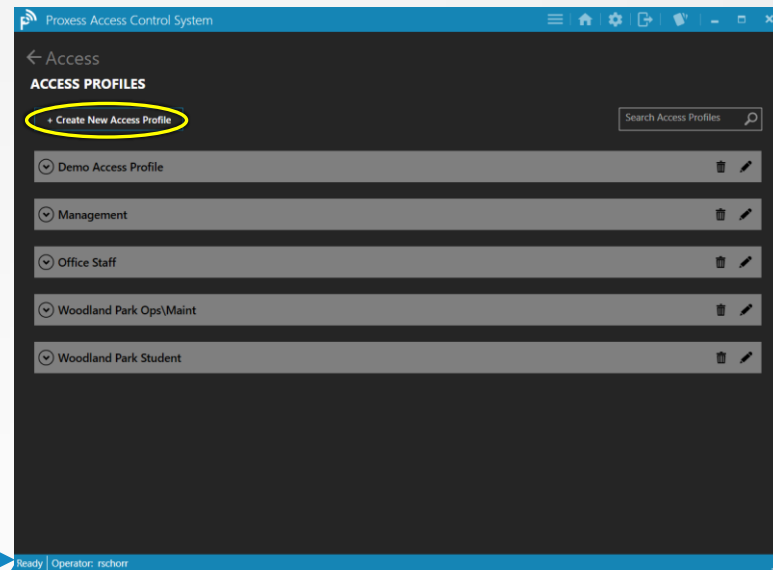 Proxess Access Control System
Access
ACCESS PROFILES
+ Create New Access Profile
Search Access Profiles
Demo Access Profile
Management
Office Staff
Woodland Park Ops\Maint
Woodland Park Student
Ready Operator: rschorr